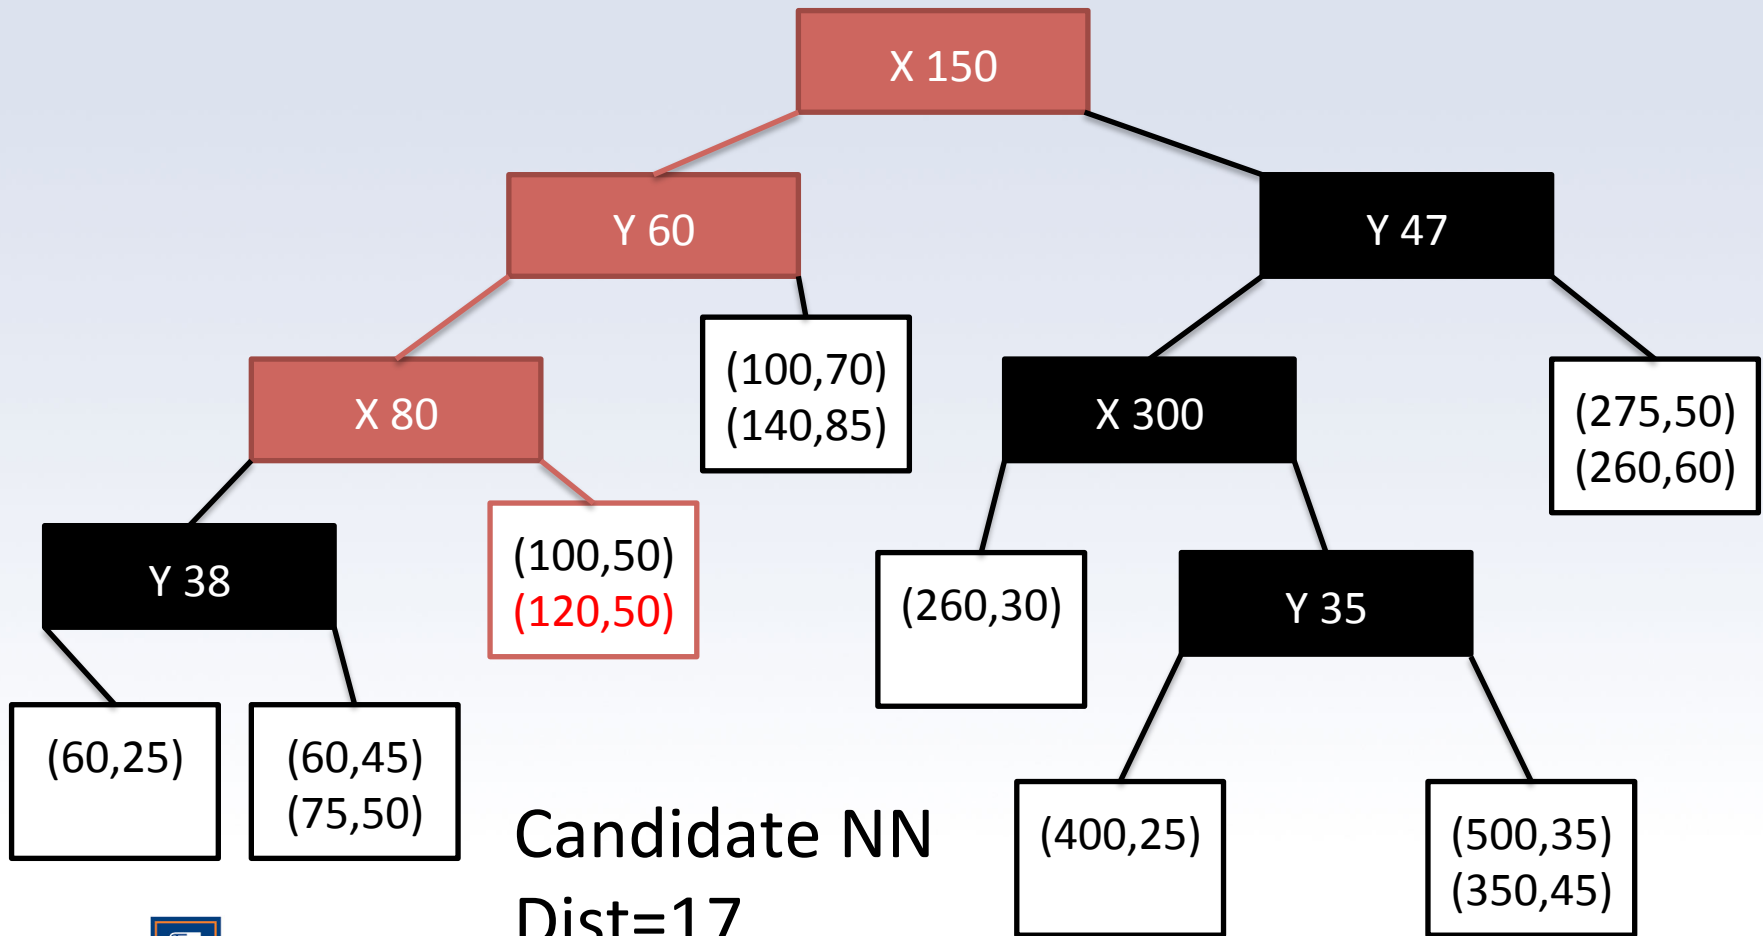 X 150
Y 60
Y 47
X 80
(100,70)
(140,85)
X 300
(275,50)
(260,60)
Y 38
(100,50)
(120,50)
(260,30)
Y 35
(60,25)
(60,45)
(75,50)
Candidate NN
Dist=17
(400,25)
(500,35)
(350,45)